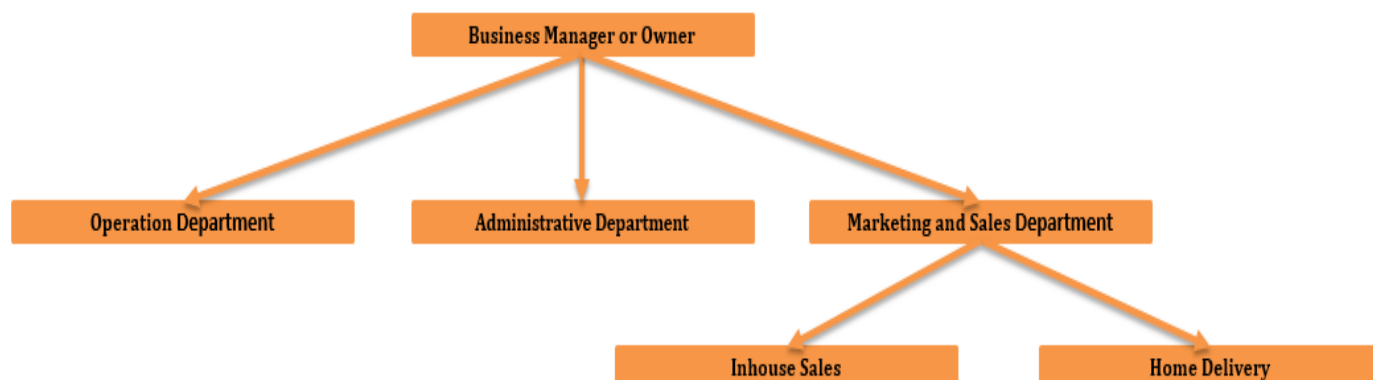 Business Manager or Owner
Operation Department
Administrative Department
Marketing and Sales Department
Inhouse Sales
Home Delivery